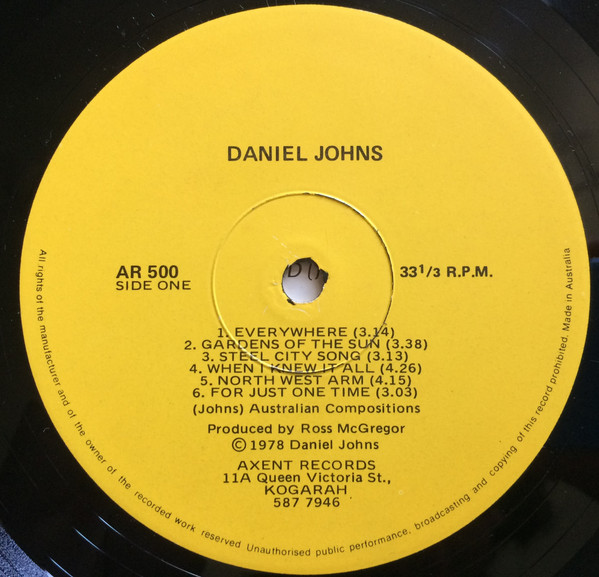 DANIEL JOHNS
AR 500
SIDE ONE
33 1/3 R.P.M.
1. EVERYWHERE (3.14)
2. GARDENS OF THE SUN (3.38)
3. STEEL CITY SONG (3.13)
4. WHEN I KNEW IT ALL (4.26)
5. NORTH WEST ARM (4.15)
6. FOR JUST ONE TIME (3.03)
(Johns) Australian Compositions
Produced by Ross McGregor
© 1978 Daniel Johns
AXENT RECORDS
11A Queen Victoria St.,
KOGARAH
587 7946
All rights of the manufacturer and of the owner of the recorded work reserved Unauthorised public performance, broadcasting and copying of this record prohibited. Made in Australia